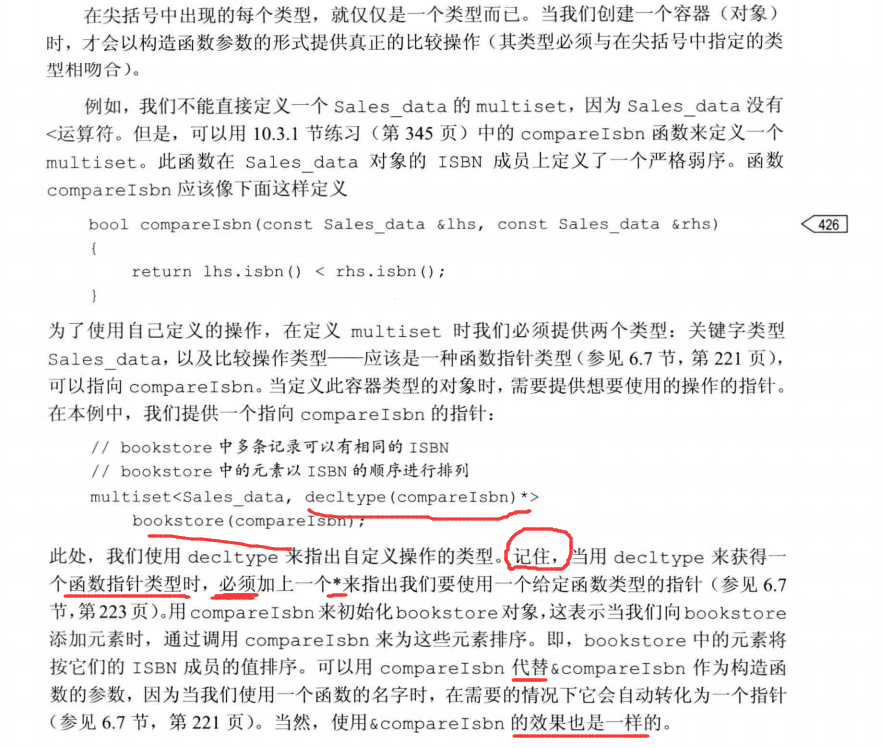 在尖括号中出现的每个类型，就仅仅是一个类型而已。当我们创建一个容器（对象）
时，才会以构造函数参数的形式提供真正的比较操作（其类型必须与在尖括号中指定的类
型相吻合）。
例如，我们不能直接定义一个 Sales_data 的 multiset，因为 Sales_data 没有
<运算符。但是，可以用 10.3.1 节练习（第 345 页）中的 compareIsbn 函数来定义一个
multiset。此函数在 Sales_data 对象的 ISBN 成员上定义了一个严格弱序。函数
compareIsbn 应该像下面这样定义
bool compareIsbn(const Sales_data &lhs, const Sales_data &rhs)
426
{
return lhs.isbn() < rhs.isbn();
}
为了使用自己定义的操作，在定义 multiset 时我们必须提供两个类型：关键字类型
Sales_data，以及比较操作类型——应该是一种函数指针类型（参见 6.7 节，第 221 页），
可以指向 compareIsbn。当定义此容器类型的对象时，需要提供想要使用的操作的指针。
在本例中，我们提供一个指向 compareIsbn 的指针：
// bookstore 中多条记录可以有相同的 ISBN
// bookstore 中的元素以 ISBN 的顺序进行排列
multiset<Sales_data, decltype(compareIsbn)*>
bookstore(compareIsbn);
此处，我们使用 decltype 来指出自定义操作的类型。记住，当用 decltype 来获得一
个函数指针类型时，必须加上一个*来指出我们要使用一个给定函数类型的指针（参见 6.7
节，第 223 页）。用 compareIsbn 来初始化 bookstore 对象，这表示当我们向 bookstore
添加元素时，通过调用 compareIsbn 来为这些元素排序。即，bookstore 中的元素将
按它们的 ISBN 成员的值排序。可以用 compareIsbn 代替&compareIsbn 作为构造函
数的参数，因为当我们使用一个函数的名字时，在需要的情况下它会自动转化为一个指针
（参见 6.7 节，第 221 页）。当然，使用&compareIsbn 的效果也是一样的。